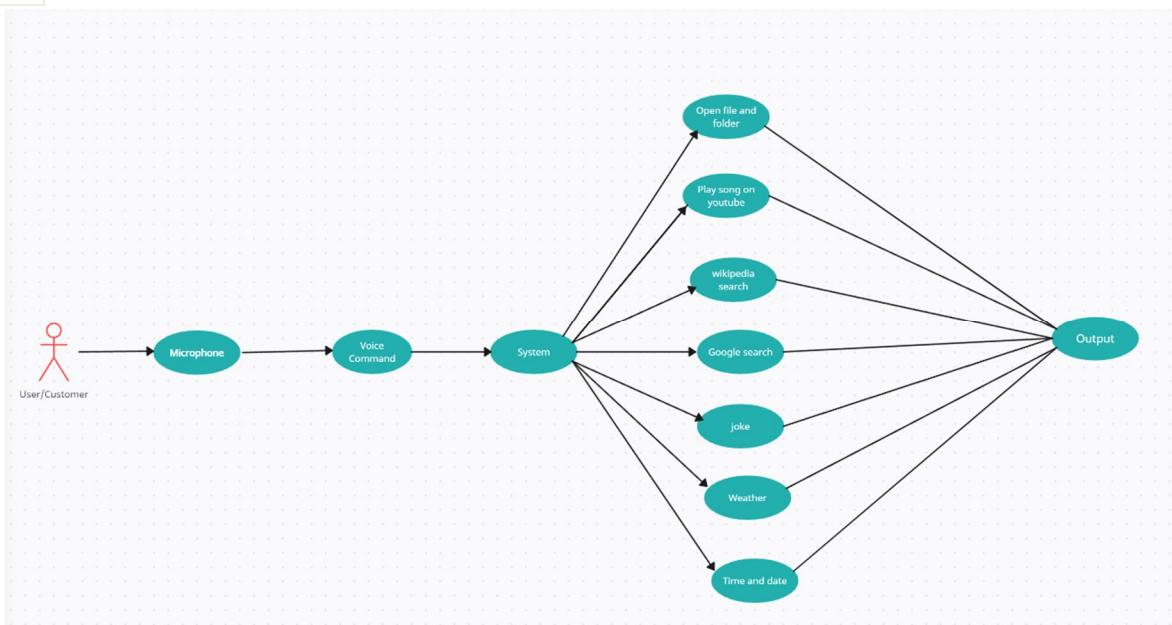 Open file and
folder
Play song on
youtube
wikipedia
search
Microphone
Voice
Command
System
Google search
Output
User/Customer
joke
Weather
Time and date